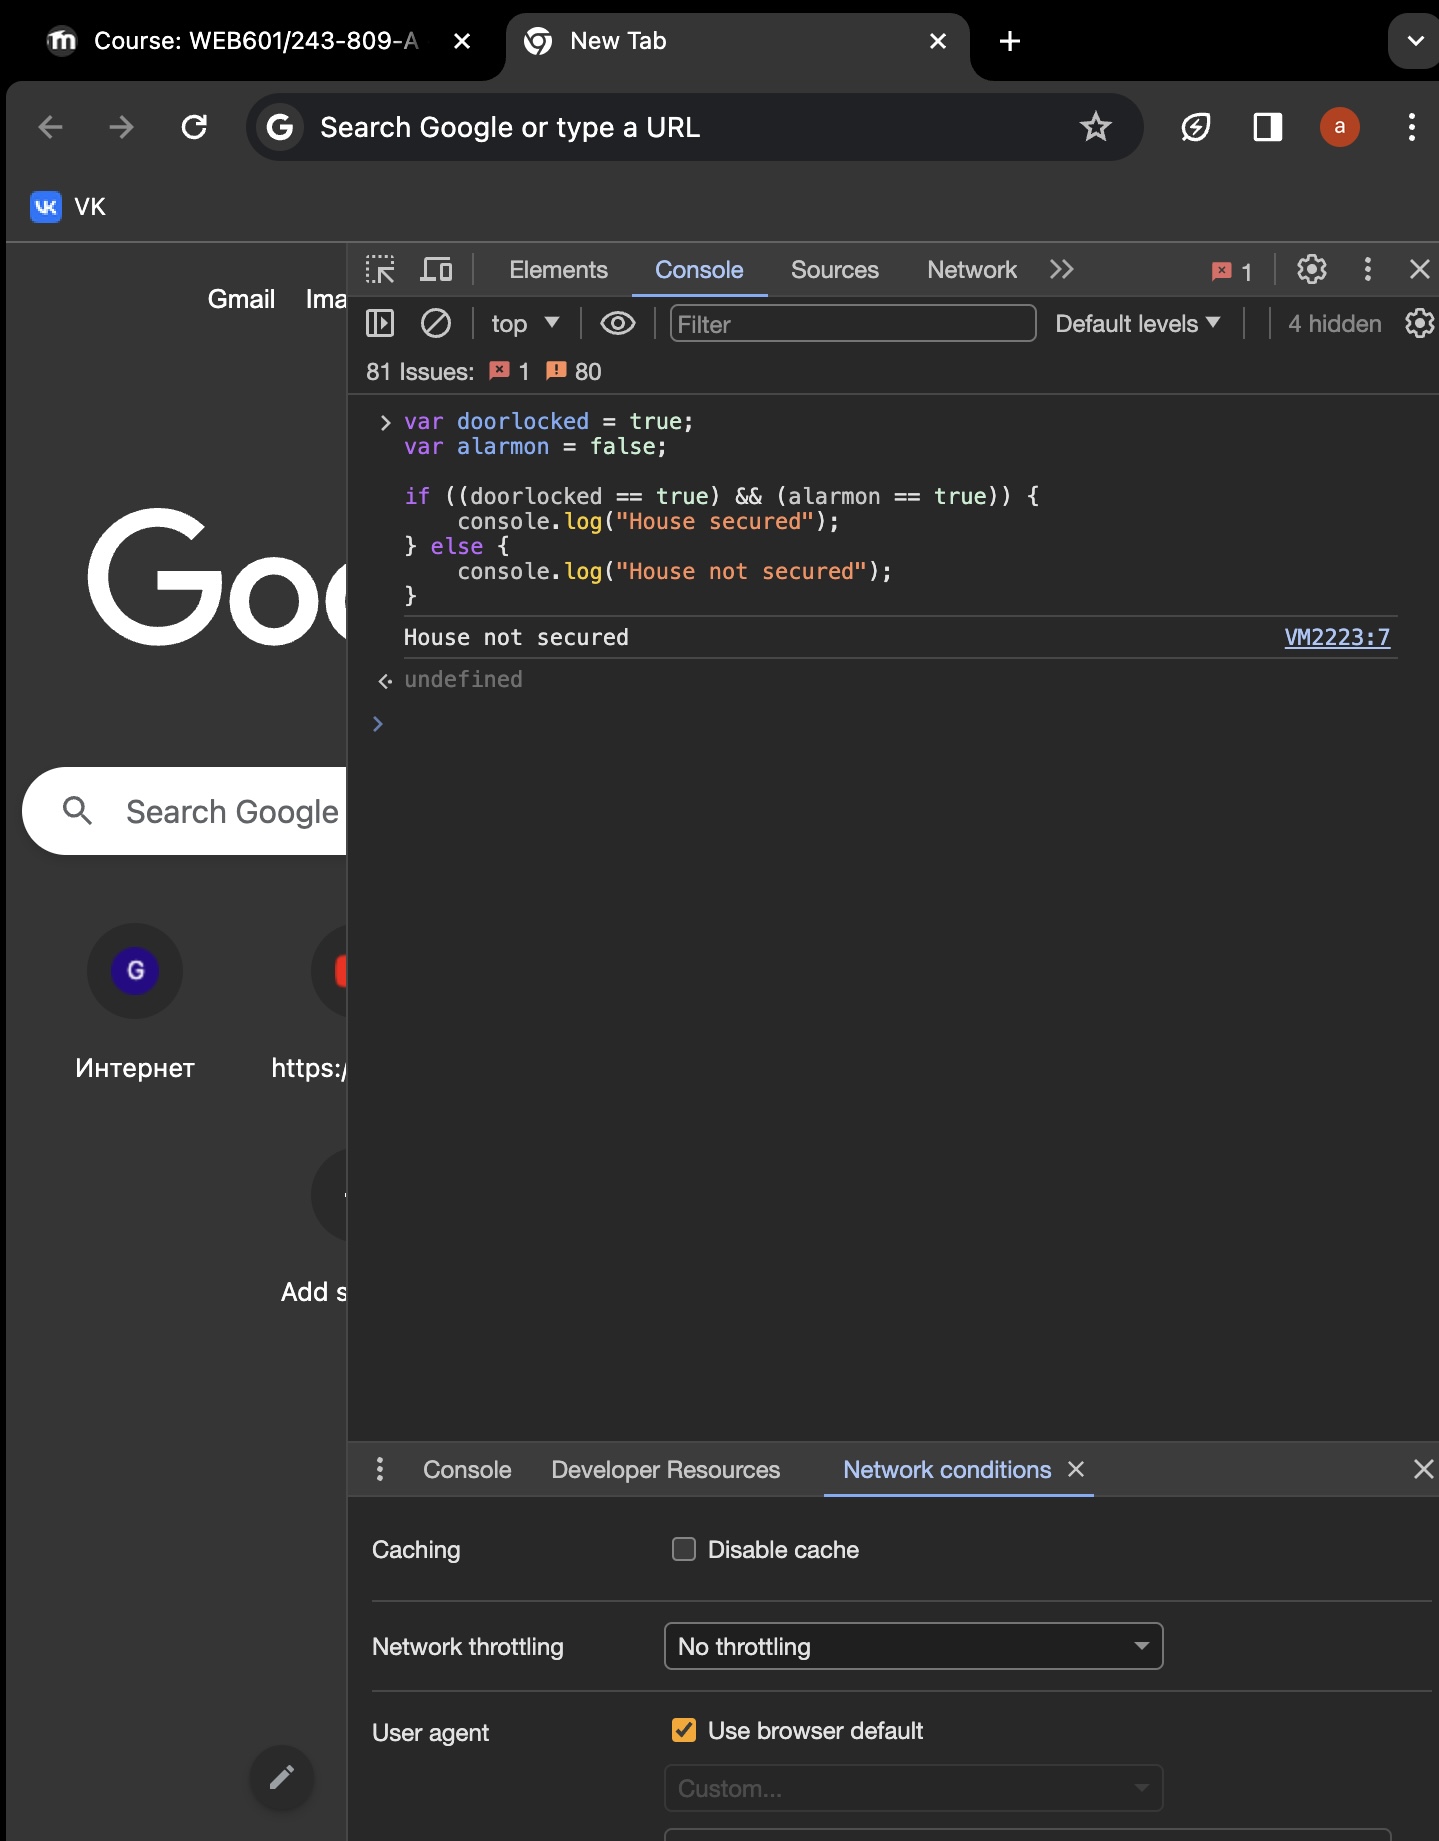 Course: WEB601/243-809-A
New Tab
Search Google or type a URL
a
VK
Gmail
Elements
Console
Sources
Network
1
top
Filter
Default levels
4 hidden
81 Issues:
1
80
var doorlocked = true;
var alarmon = false;
if ((doorlocked == true) && (alarmon == true)) {
    console.log("House secured");
} else {
    console.log("House not secured");
}
House not secured
VM2223:7
undefined
Goo
Search Google
G
Интернет
https:/
Add s
Console
Developer Resources
Network conditions
Caching
Disable cache
Network throttling
No throttling
User agent
Use browser default
Custom...